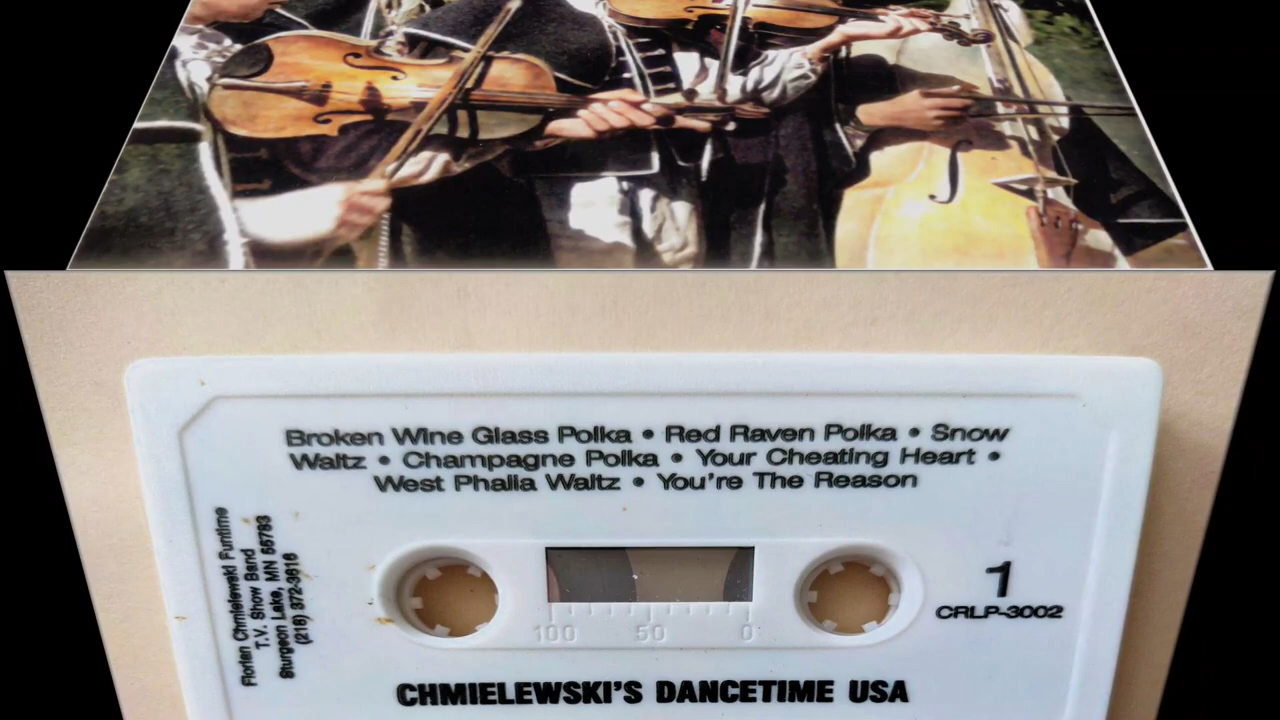 Broken Wine Glass Polka • Red Raven Polka • Snow
Waltz • Champagne Polka • Your Cheating Heart •
West Phalia Waltz • You're The Reason
Florian Chmielewski Funtime
T.V. Show Band
Sturgeon Lake, MN 55783
(218) 372-3616
1
CRLP-3002
100 50 0
CHMIELEWSKI'S DANCETIME USA